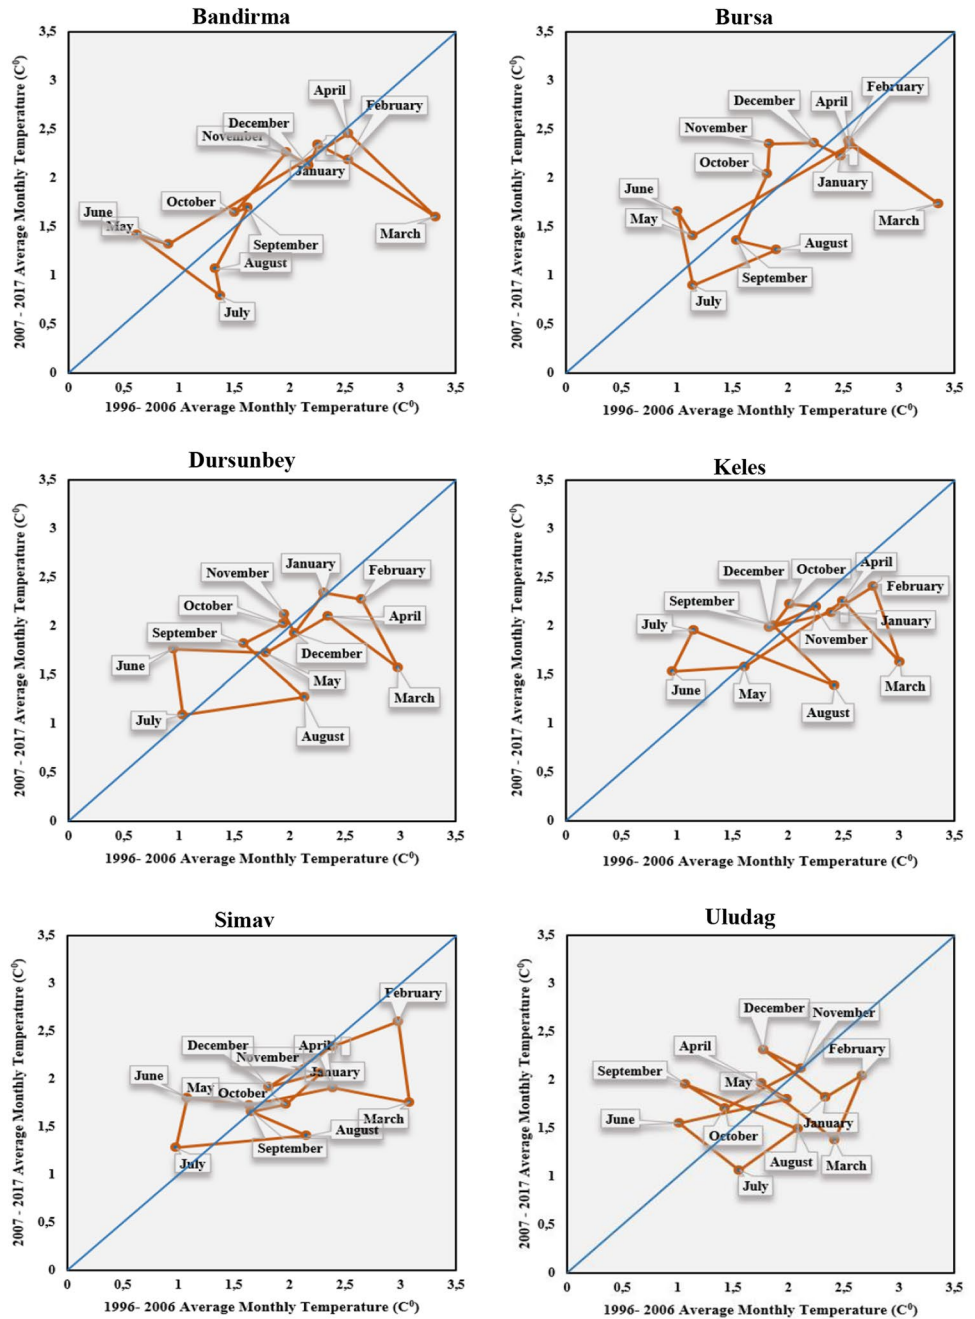 Bandirma
2007 - 2017 Average Monthly Temperature (C⁰)
3,5
3
2,5
2
1,5
1
0,5
0
April
February
December
November
January
October
June
May
September
March
August
July
0 0,5 1 1,5 2 2,5 3 3,5
1996- 2006 Average Monthly Temperature (C⁰)
Bursa
2007 - 2017 Average Monthly Temperature (C⁰)
3,5
3
2,5
2
1,5
1
0,5
0
February
December
April
November
October
January
June
May
March
August
September
July
0 0,5 1 1,5 2 2,5 3 3,5
1996- 2006 Average Monthly Temperature (C⁰)
Dursunbey
2007 - 2017 Average Monthly Temperature (C⁰)
3,5
3
2,5
2
1,5
1
0,5
0
January
November
February
October
April
September
December
June
May
March
July
August
0 0,5 1 1,5 2 2,5 3 3,5
1996- 2006 Average Monthly Temperature (C⁰)
Keles
2007 - 2017 Average Monthly Temperature (C⁰)
3,5
3
2,5
2
1,5
1
0,5
0
April
December
October
February
September
January
July
November
June
May
March
August
0 0,5 1 1,5 2 2,5 3 3,5
1996- 2006 Average Monthly Temperature (C⁰)
Simav
2007 - 2017 Average Monthly Temperature (C⁰)
3,5
3
2,5
2
1,5
1
0,5
0
February
December
April
November
January
June
May
October
March
August
September
July
0 0,5 1 1,5 2 2,5 3 3,5
1996- 2006 Average Monthly Temperature (C⁰)
Uludag
2007 - 2017 Average Monthly Temperature (C⁰)
3,5
3
2,5
2
1,5
1
0,5
0
December
November
April
February
September
May
June
January
October
August
March
July
0 0,5 1 1,5 2 2,5 3 3,5
1996- 2006 Average Monthly Temperature (C⁰)